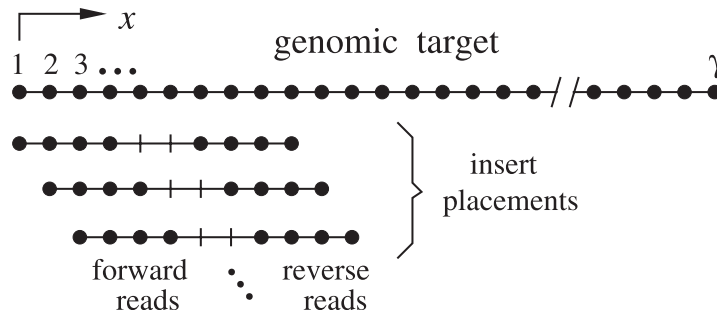 x
genomic target
1 2 3 ...
γ
insert
placements
forward reverse
reads reads